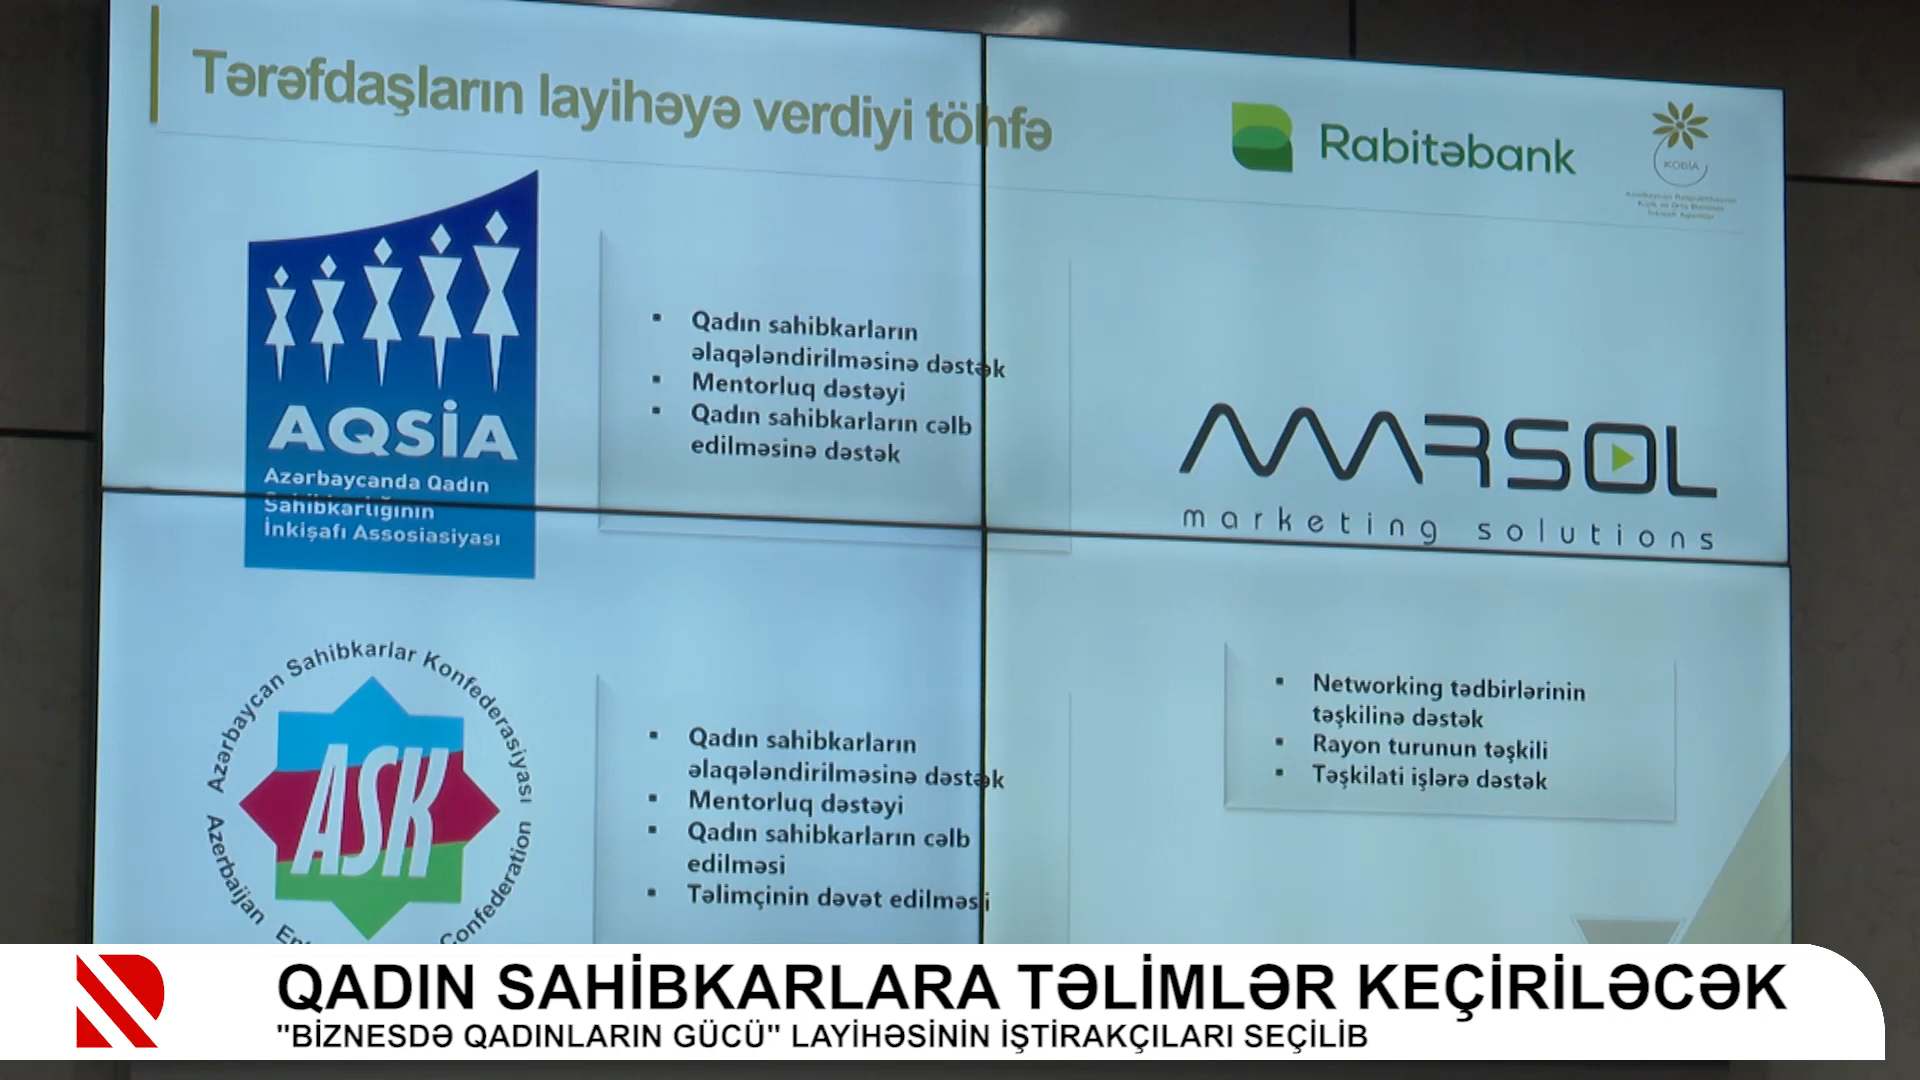 Tərəfdaşların layihəyə verdiyi töhfə
Rabitəbank
KOBİA
AQSİA
Azərbaycanda Qadın
Sahibkarlığının
İnkişafı Assosiasiyası
Qadın sahibkarların
əlaqələndirilməsinə dəstək
Mentorluq dəstəyi
Qadın sahibkarların cəlb
edilməsinə dəstək
MARSOL
marketing solutions
Azərbaycan Sahibkarlar Konfederasiyası
ASK
Azerbaijan
Confederation
Qadın sahibkarların
əlaqələndirilməsinə dəstək
Mentorluq dəstəyi
Qadın sahibkarların cəlb
edilməsi
Təlimçinin dəvət edilməsi
Networking tədbirlərinin
təşkilinə dəstək
Rayon turunun təşkili
Təşkilati işlərə dəstək
QADIN SAHİBKARLARA TƏLİMLƏR KEÇİRİLƏCƏK
"BİZNESDƏ QADINLARIN GÜCÜ" LAYİHƏSİNİN İŞTİRAKÇILARI SEÇİLİB